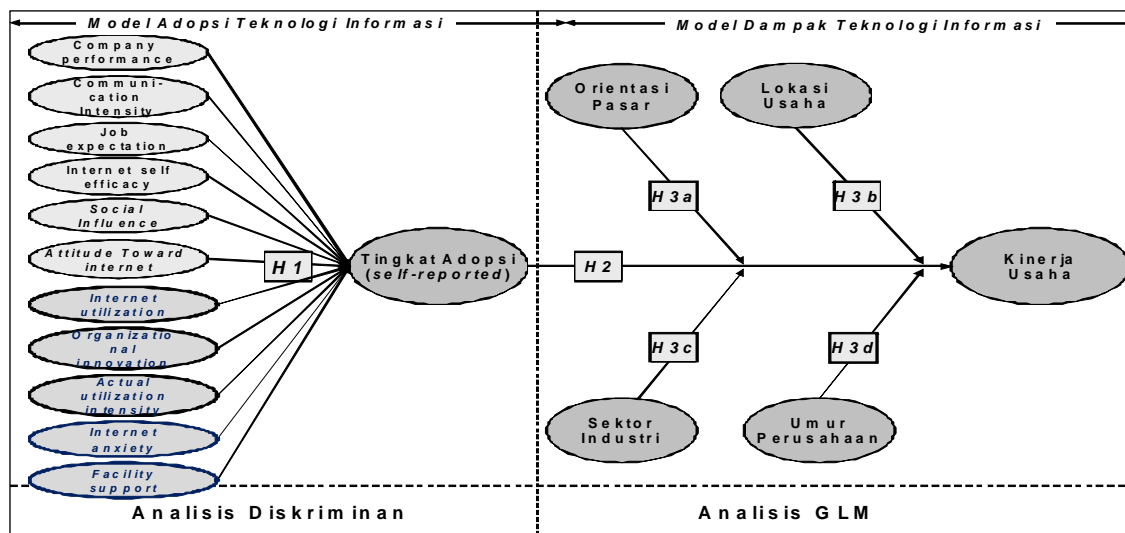 Model Adopsi Teknologi Informasi
Model Dampak Teknologi Informasi
Company
performance
Communi-
cation
Intensity
Job
expectation
Internet self
efficacy
Social
Influence
Attitude Toward
internet
Internet
utilization
Organizatio
nal
innovation
Actual
utilization
intensity
Internet
anxiety
Facility
support
H1
Tingkat Adopsi
(self-reported)
H2
Orientasi
Pasar
Lokasi
Usaha
H3a
H3b
Kinerja
Usaha
H3c
H3d
Sektor
Industri
Umur
Perusahaan
Analisis Diskriminan
Analisis GLM